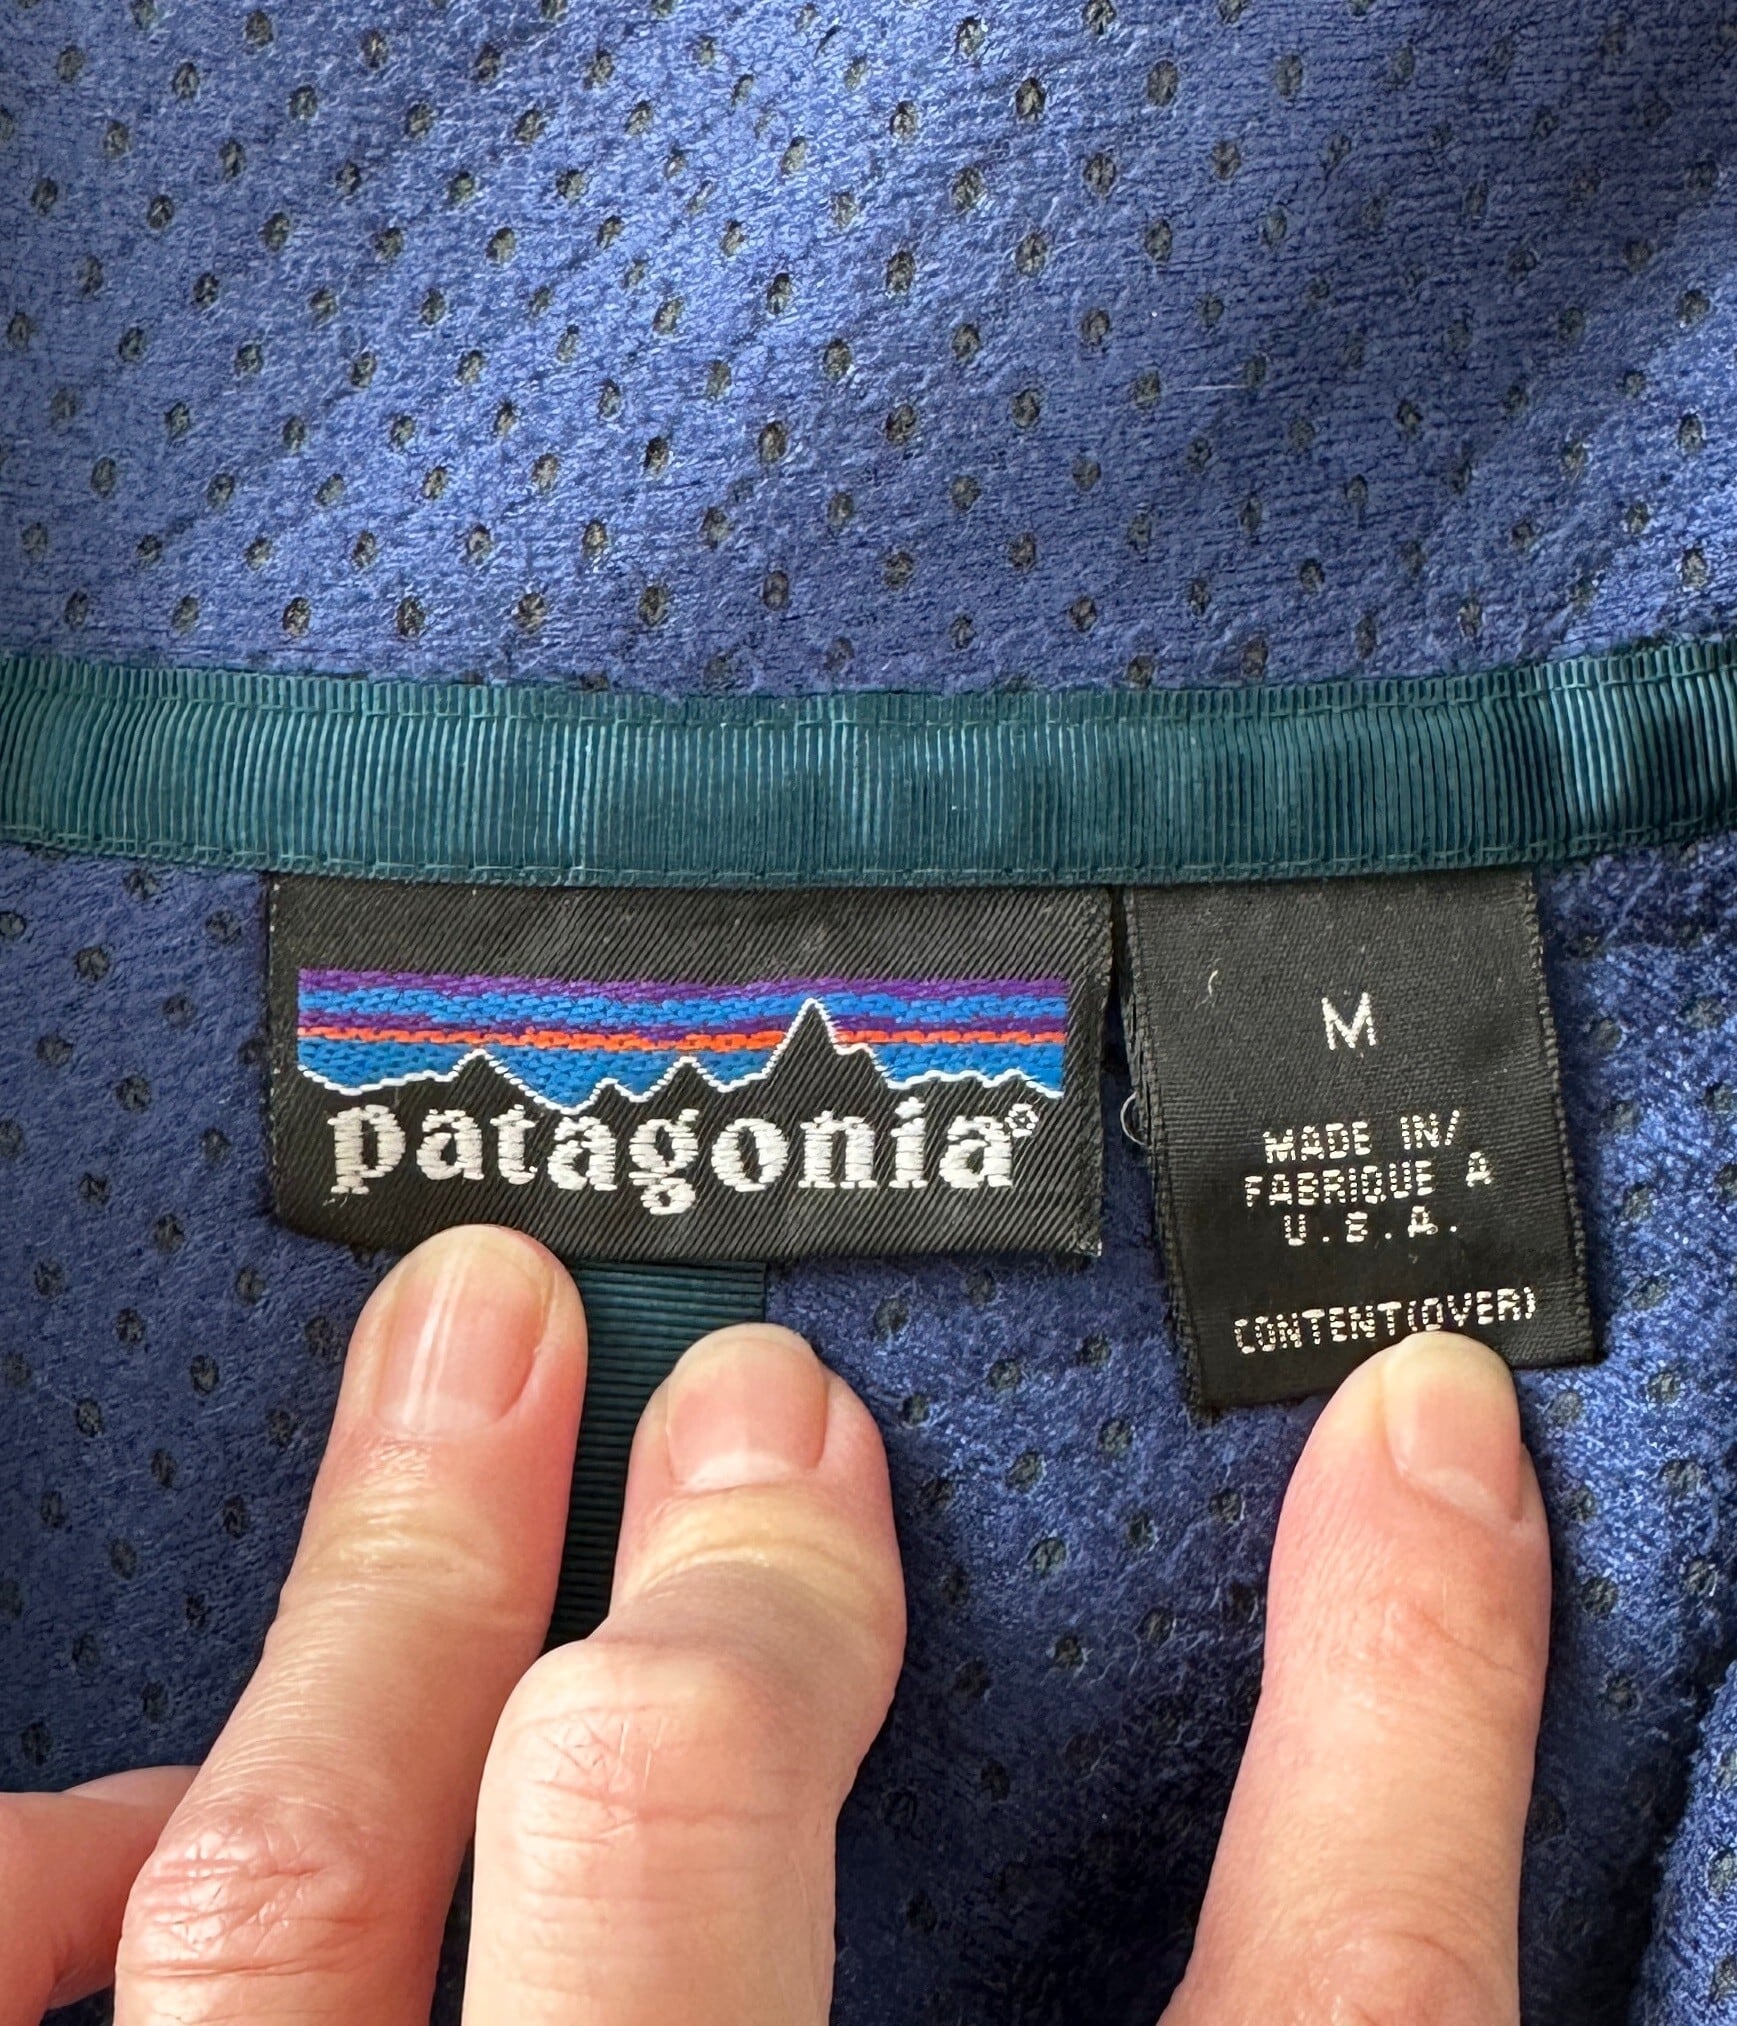 patagonia®
M
MADE IN/
FABRIQUE A
U.S.A.
CONTENT(OVER)